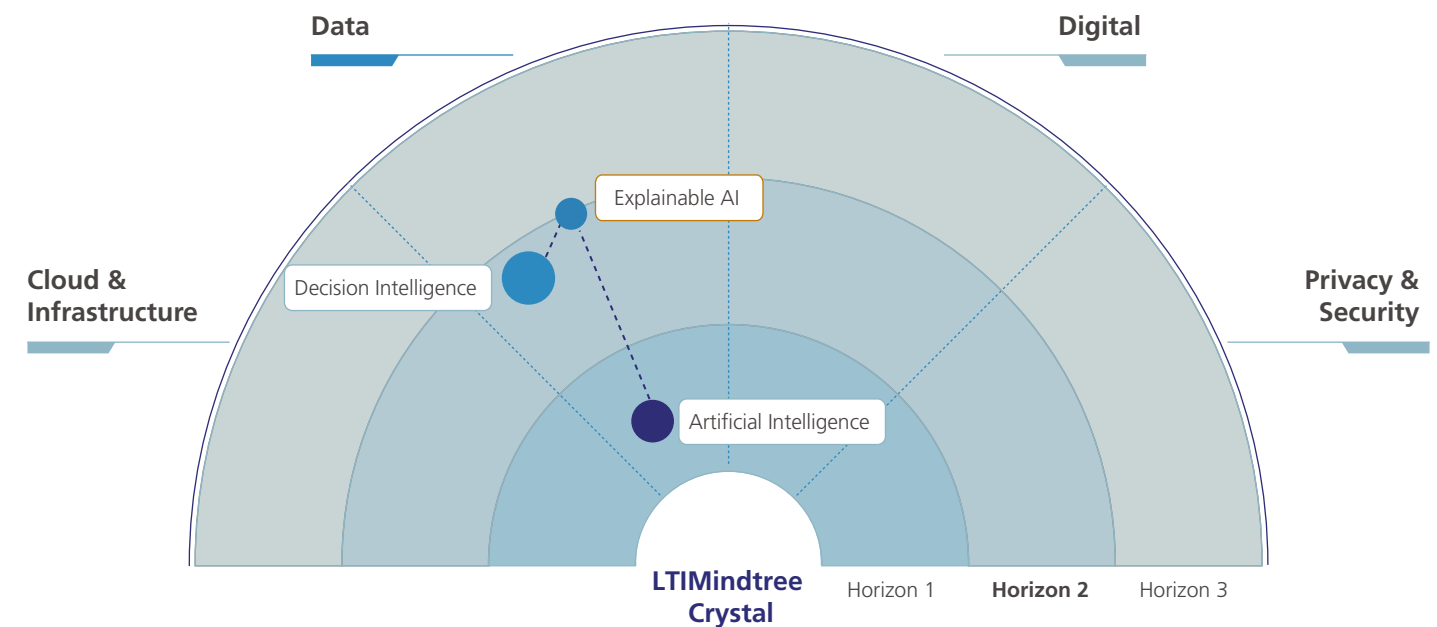 Data
Digital
Explainable AI
Decision Intelligence
Cloud &
Infrastructure
Privacy &
Security
Artificial Intelligence
LTIMindtree
Crystal
Horizon 1
Horizon 2
Horizon 3